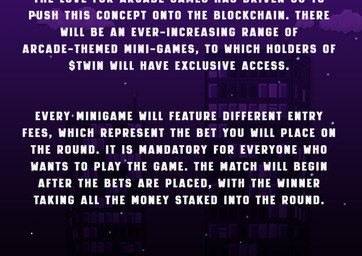 THE LOVE FOR ARCADE GAMES HAS DRIVEN US TO
PUSH THIS CONCEPT ONTO THE BLOCKCHAIN. THERE
WILL BE AN EVER-INCREASING RANGE OF
ARCADE-THEMED MINI-GAMES, TO WHICH HOLDERS OF
$TWIN WILL HAVE EXCLUSIVE ACCESS.
EVERY MINIGAME WILL FEATURE DIFFERENT ENTRY
FEES, WHICH REPRESENT THE BET YOU WILL PLACE ON
THE ROUND. IT IS MANDATORY FOR EVERYONE WHO
WANTS TO PLAY THE GAME. THE MATCH WILL BEGIN
AFTER THE BETS ARE PLACED, WITH THE WINNER
TAKING ALL THE MONEY STAKED INTO THE ROUND.